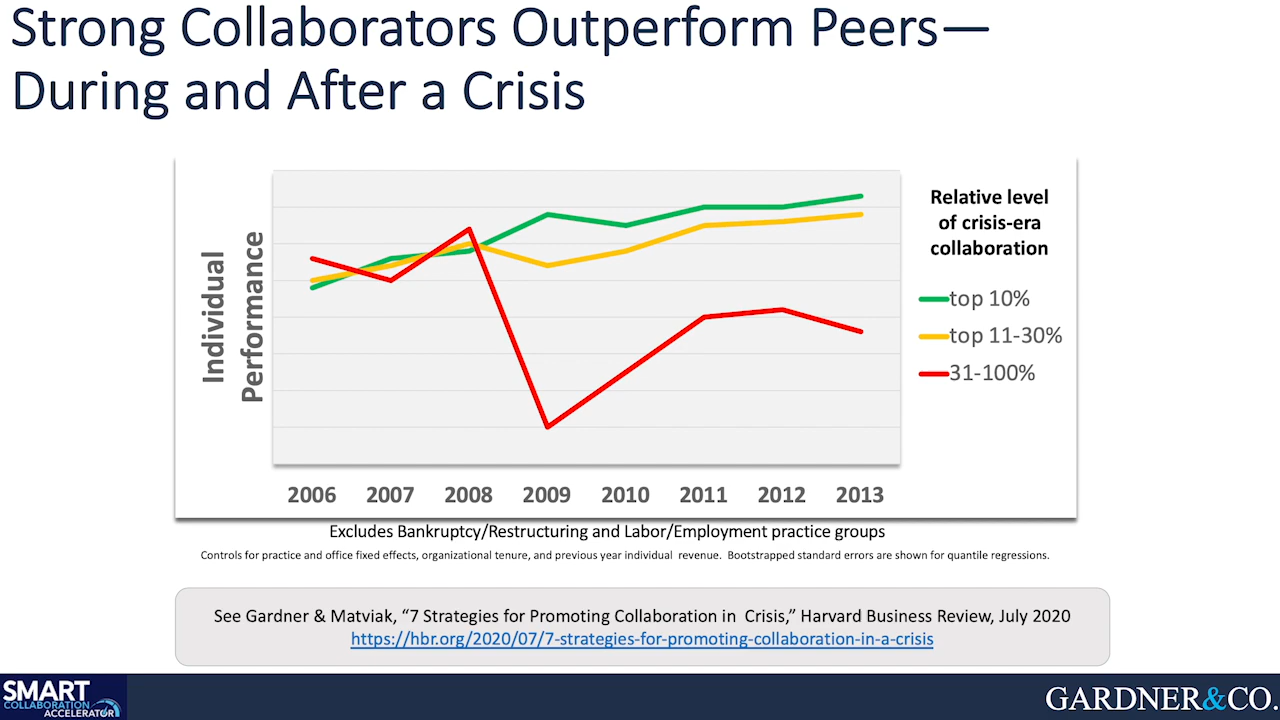 Strong Collaborators Outperform Peers—
During and After a Crisis
Individual
Performance
Relative level
of crisis-era
collaboration
top 10%
top 11-30%
31-100%
2006 2007 2008 2009 2010 2011 2012 2013
Excludes Bankruptcy/Restructuring and Labor/Employment practice groups
Controls for practice and office fixed effects, organizational tenure, and previous year individual revenue. Bootstrapped standard errors are shown for quantile regressions.
See Gardner & Matviak, “7 Strategies for Promoting Collaboration in Crisis,” Harvard Business Review, July 2020
https://hbr.org/2020/07/7-strategies-for-promoting-collaboration-in-a-crisis
SMART
COLLABORATION
ACCELERATOR
GARDNER&CO.